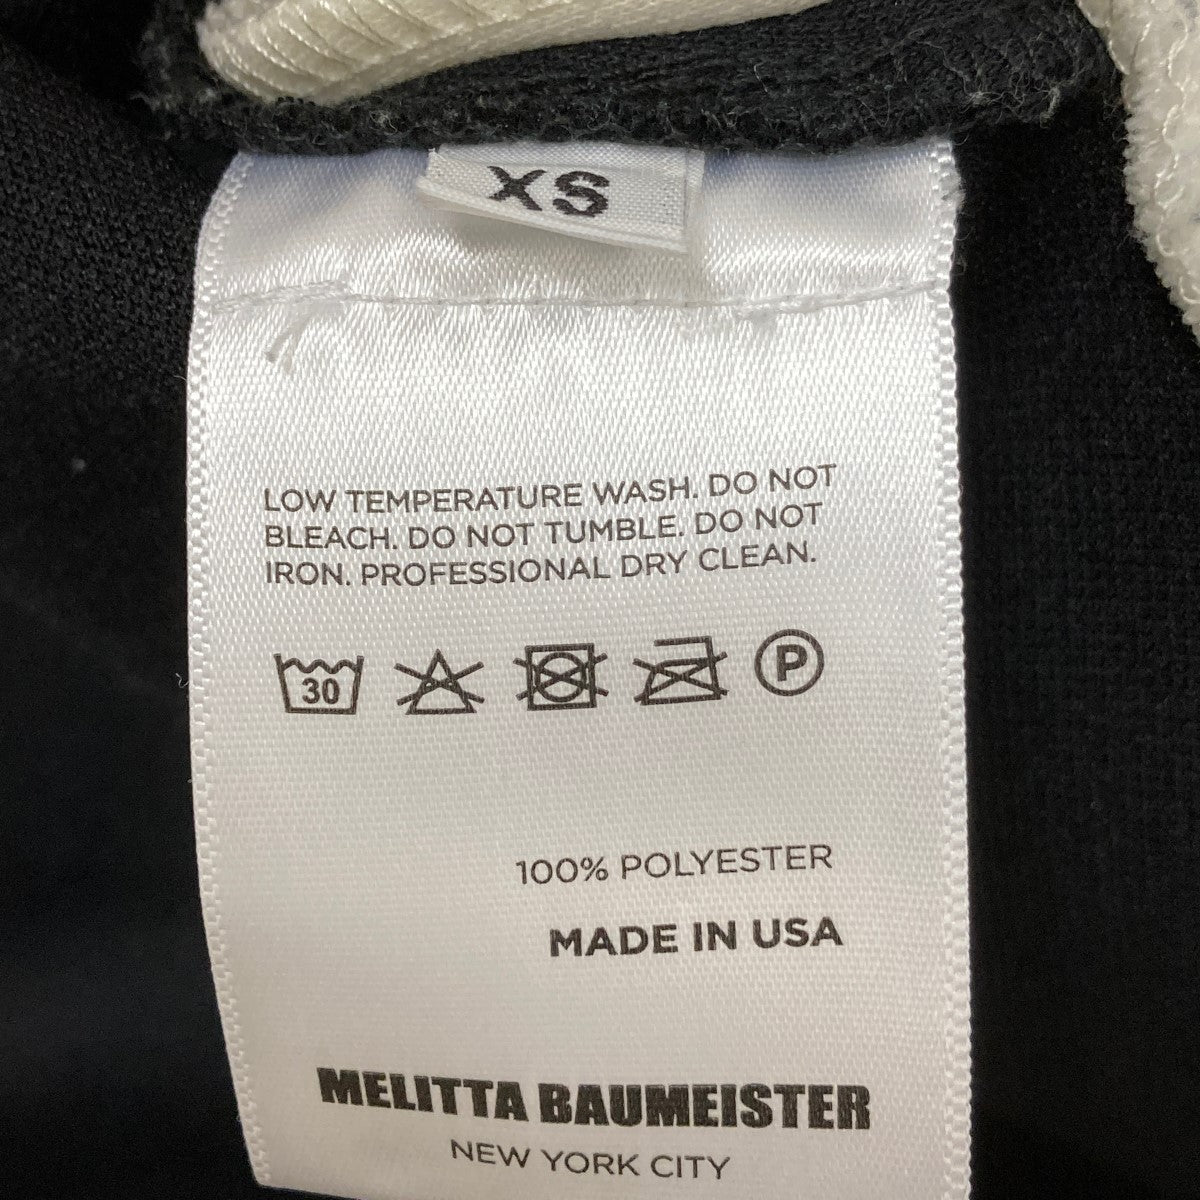 XS
LOW TEMPERATURE WASH. DO NOT
BLEACH. DO NOT TUMBLE. DO NOT
IRON. PROFESSIONAL DRY CLEAN.
30 P
100% POLYESTER
MADE IN USA
MELITTA BAUMEISTER
NEW YORK CITY